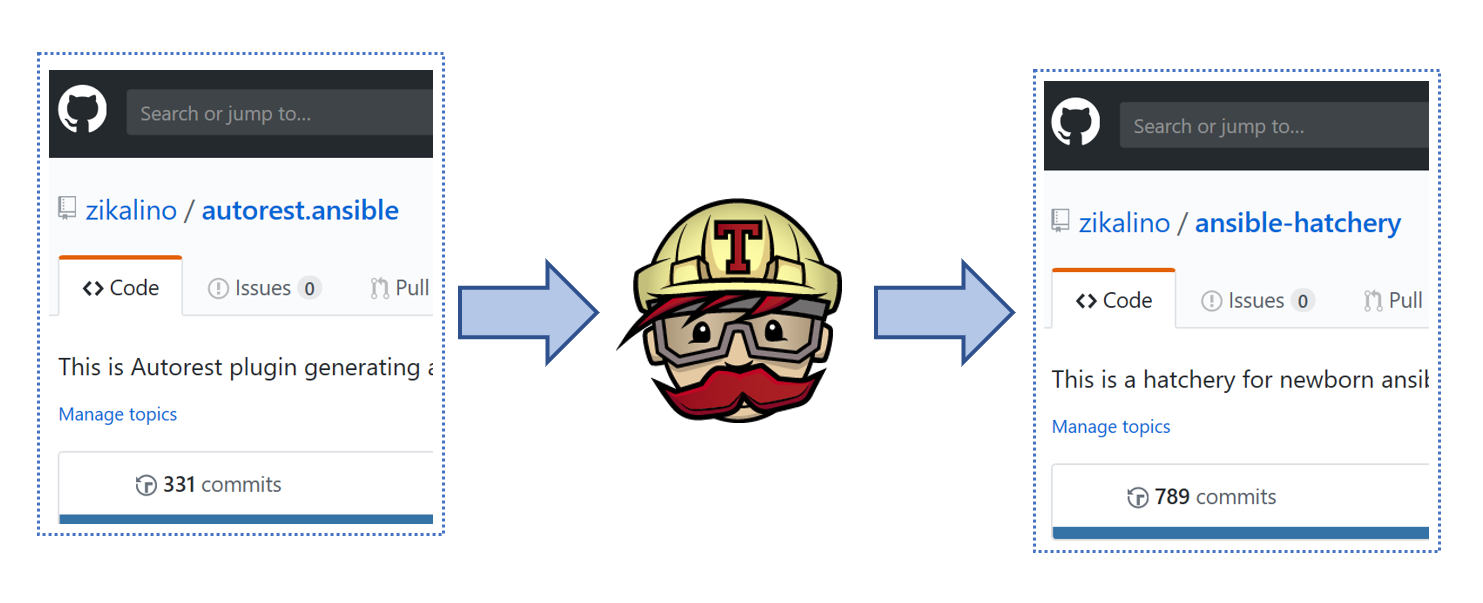 Search or jump to...
zikalino / autorest.ansible
<> Code
Issues 0
Pull
This is Autorest plugin generating
Manage topics
331 commits
T
Search or jump to...
zikalino / ansible-hatchery
<> Code
Issues 0
Pull
This is a hatchery for newborn
Manage topics
789 commits